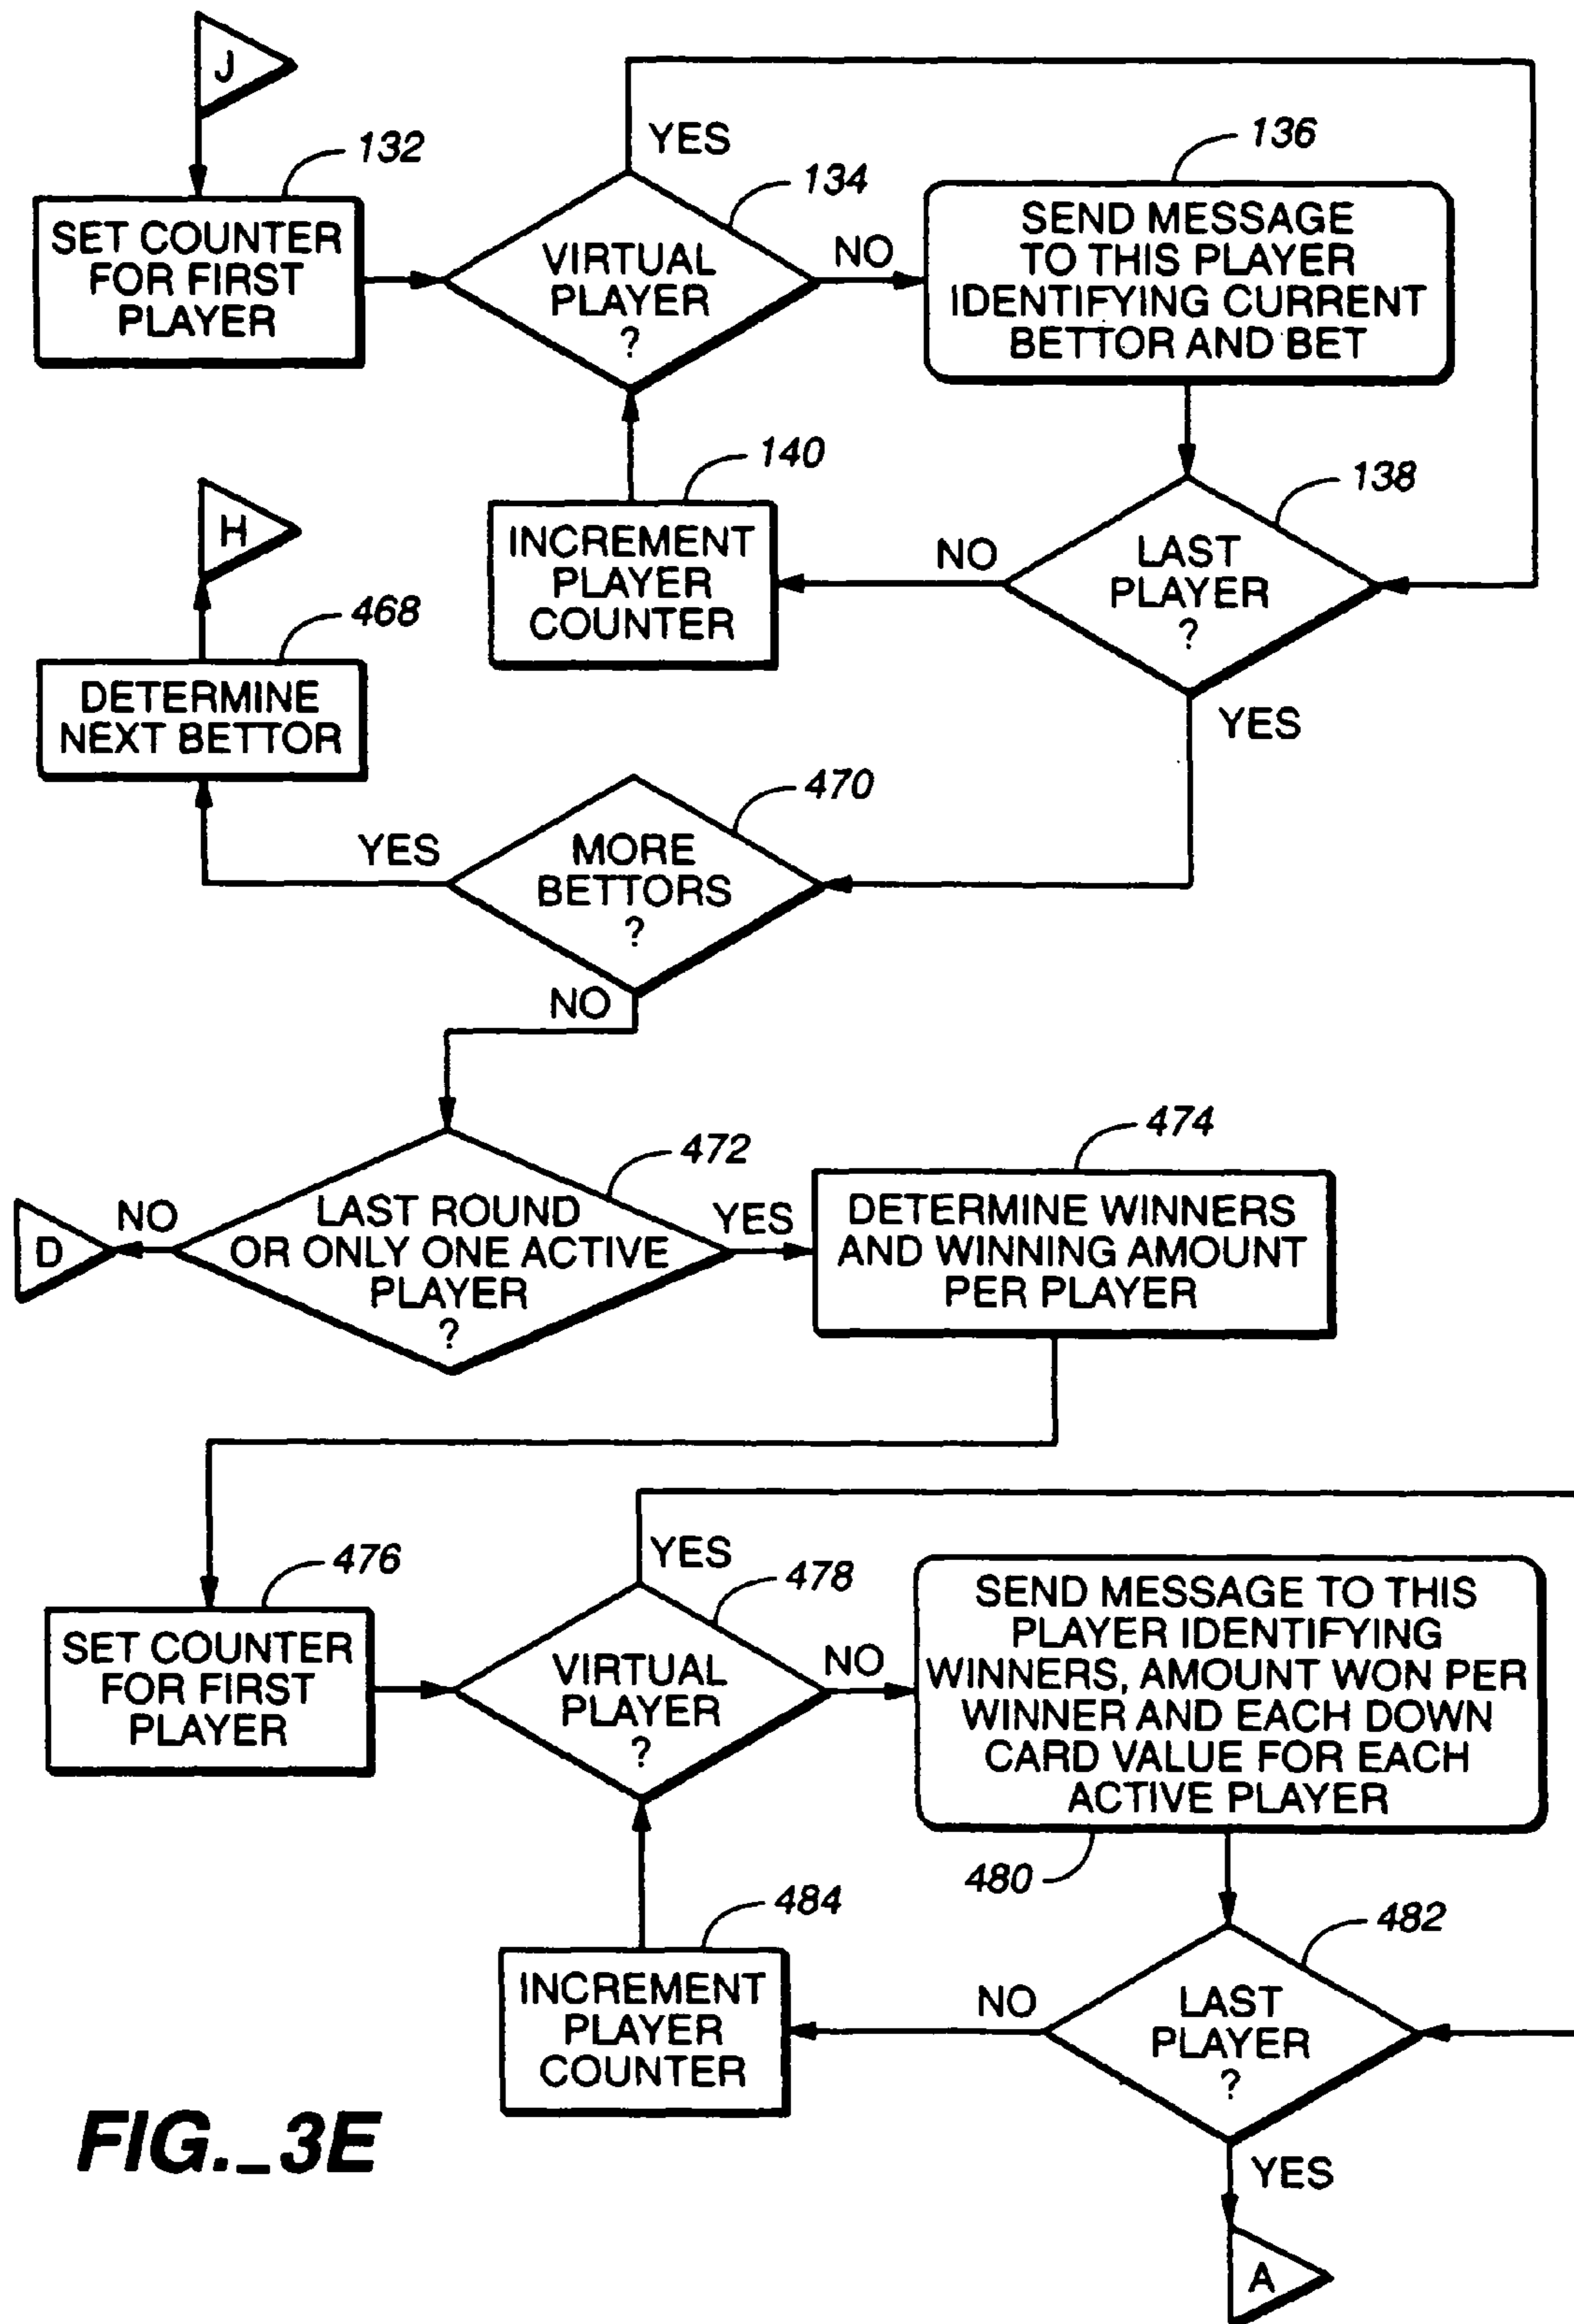 J
132
SET COUNTER
FOR FIRST
PLAYER
YES
134
VIRTUAL
PLAYER
?
NO
136
SEND MESSAGE
TO THIS PLAYER
IDENTIFYING CURRENT
BETTOR AND BET
138
LAST
PLAYER
?
NO
YES
140
INCREMENT
PLAYER
COUNTER
H
468
DETERMINE
NEXT BETTOR
YES
470
MORE
BETTORS
?
NO
472
LAST ROUND
OR ONLY ONE ACTIVE
PLAYER
?
NO
D
YES
474
DETERMINE WINNERS
AND WINNING AMOUNT
PER PLAYER
476
SET COUNTER
FOR FIRST
PLAYER
YES
478
VIRTUAL
PLAYER
?
NO
SEND MESSAGE TO THIS
PLAYER IDENTIFYING
WINNERS, AMOUNT WON PER
WINNER AND EACH DOWN
CARD VALUE FOR EACH
ACTIVE PLAYER
480
482
LAST
PLAYER
?
NO
484
INCREMENT
PLAYER
COUNTER
YES
A
FIG._3E